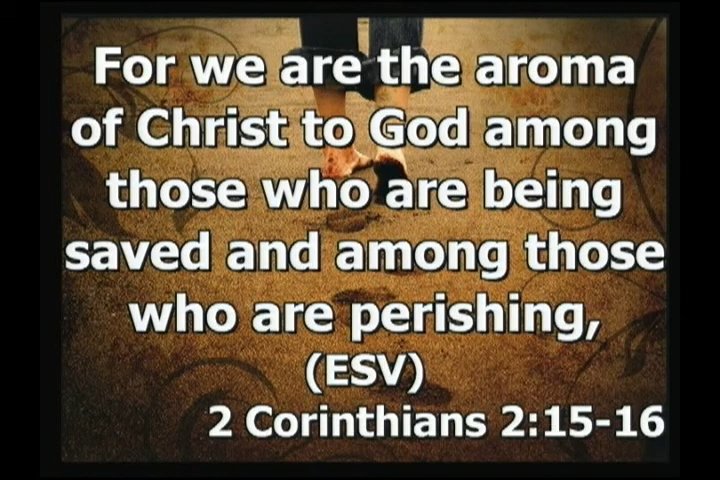 For we are the aroma
of Christ to God among
those who are being
saved and among those
who are perishing,
(ESV)
2 Corinthians 2:15-16